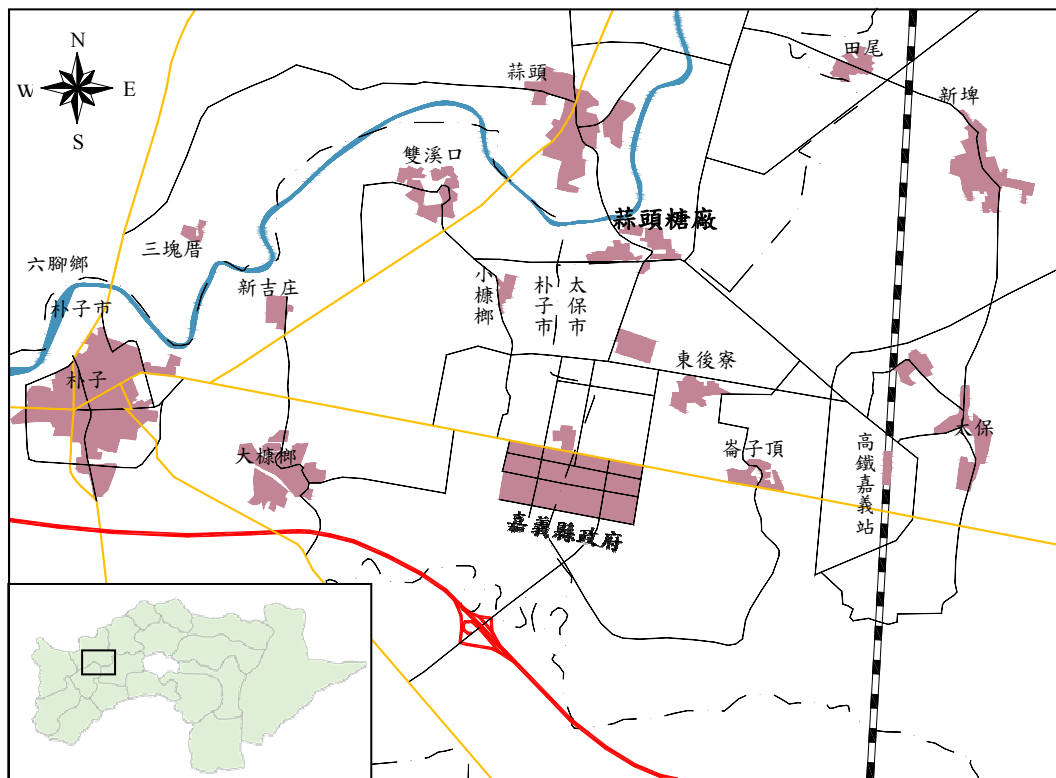 N
W
E
S
田尾
蒜頭
新埤
雙溪口
蒜頭糖廠
三塊厝
六腳鄉
新吉庄
小槺榔
朴子市
太保市
朴子市
東後寮
朴子
大槺榔
崙子頂
高鐵嘉義站
太保
嘉義縣政府